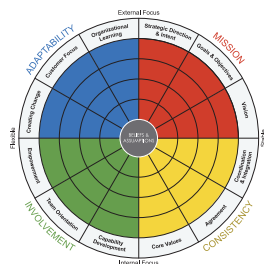 External Focus
ADAPTABILITY
MISSION
Creating Change
Customer Focus
Organizational
Learning
Strategic Direction
& Intent
Goals & Objectives
Vision
Flexible
BELIEFS &
ASSUMPTIONS
Empowerment
Team Orientation
Capability
Development
Core Values
Agreement
Coordination
& Integration
INVOLVEMENT
CONSISTENCY
Internal Focus